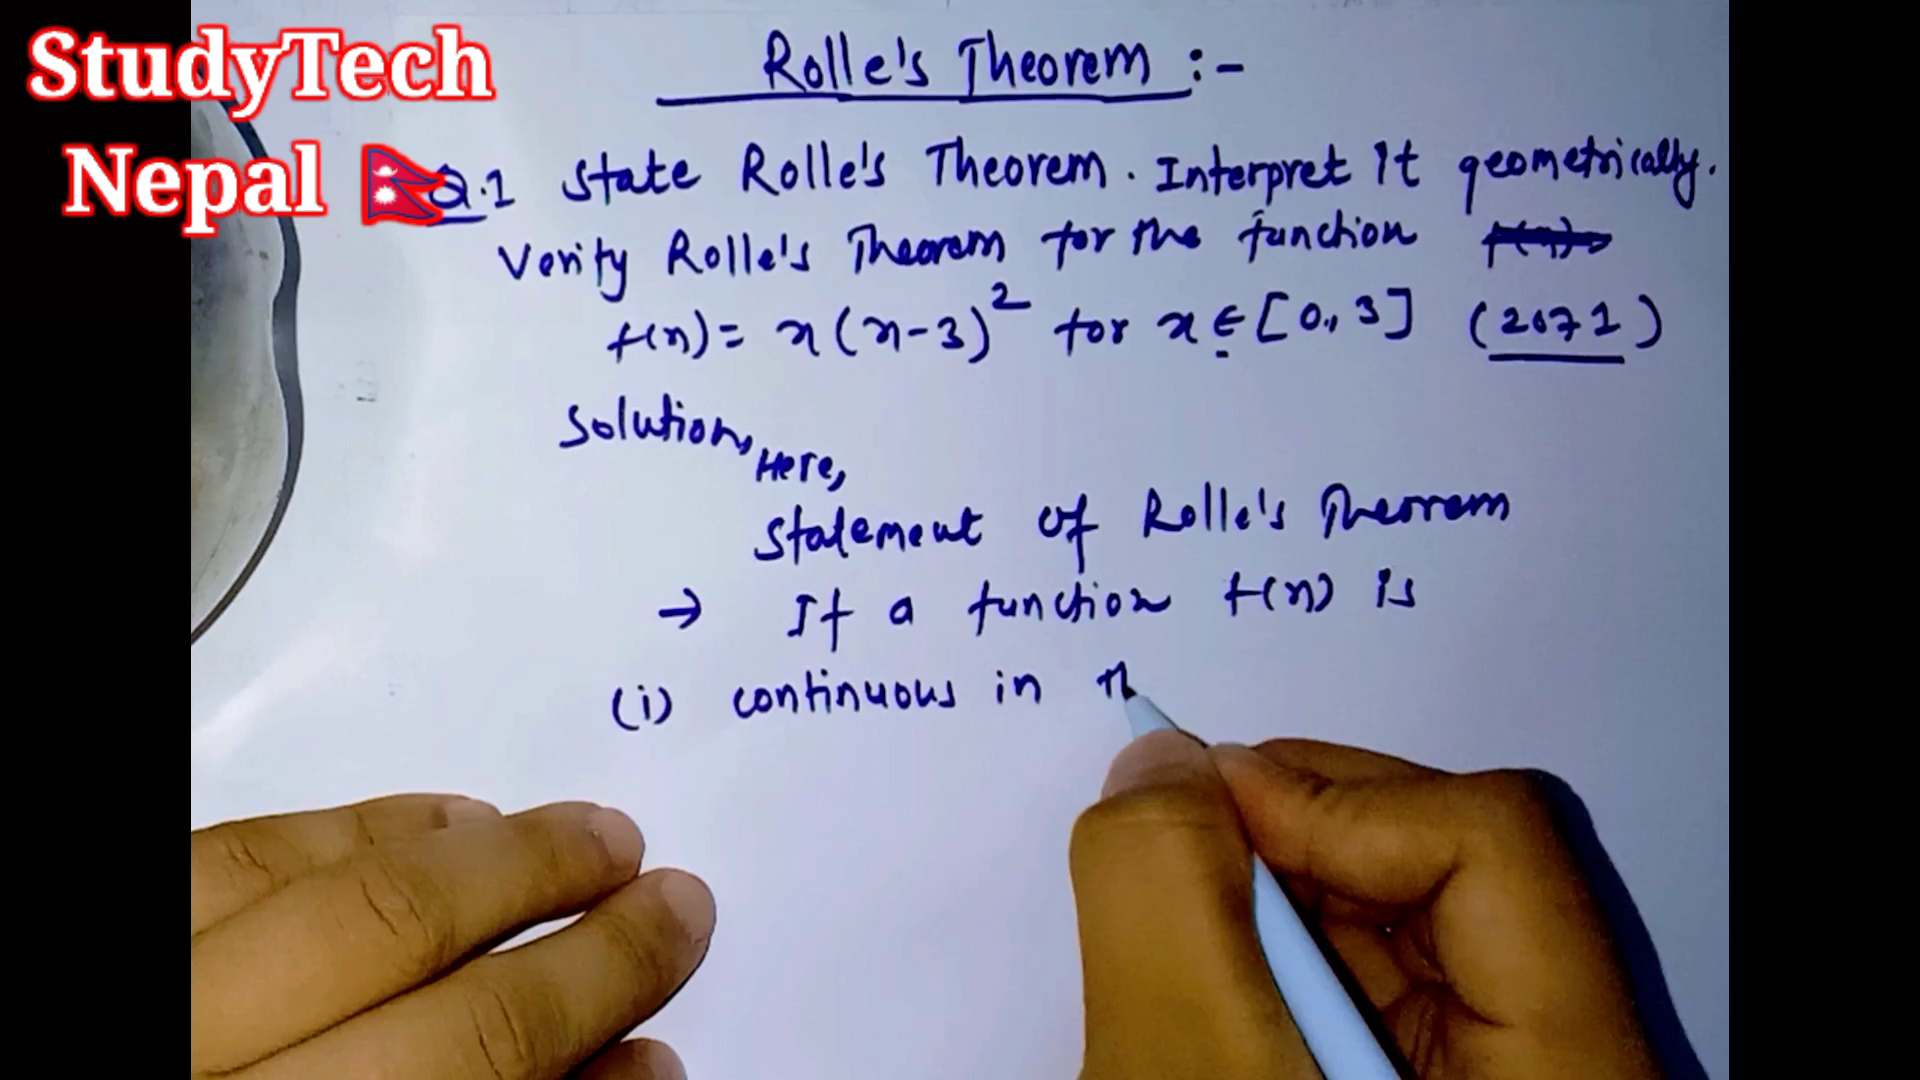 StudyTech
Nepal
Rolle's Theorem :-
Q.1 State Rolle's Theorem. Interpret it geometrically.
Verify Rolle's Theorem for the function
f(x) = x(x-3)² for x ∈ [0, 3] (2071)
Solution,
Here,
Statement of Rolle's Theorem
→ If a function f(x) is
(i) continuous in th